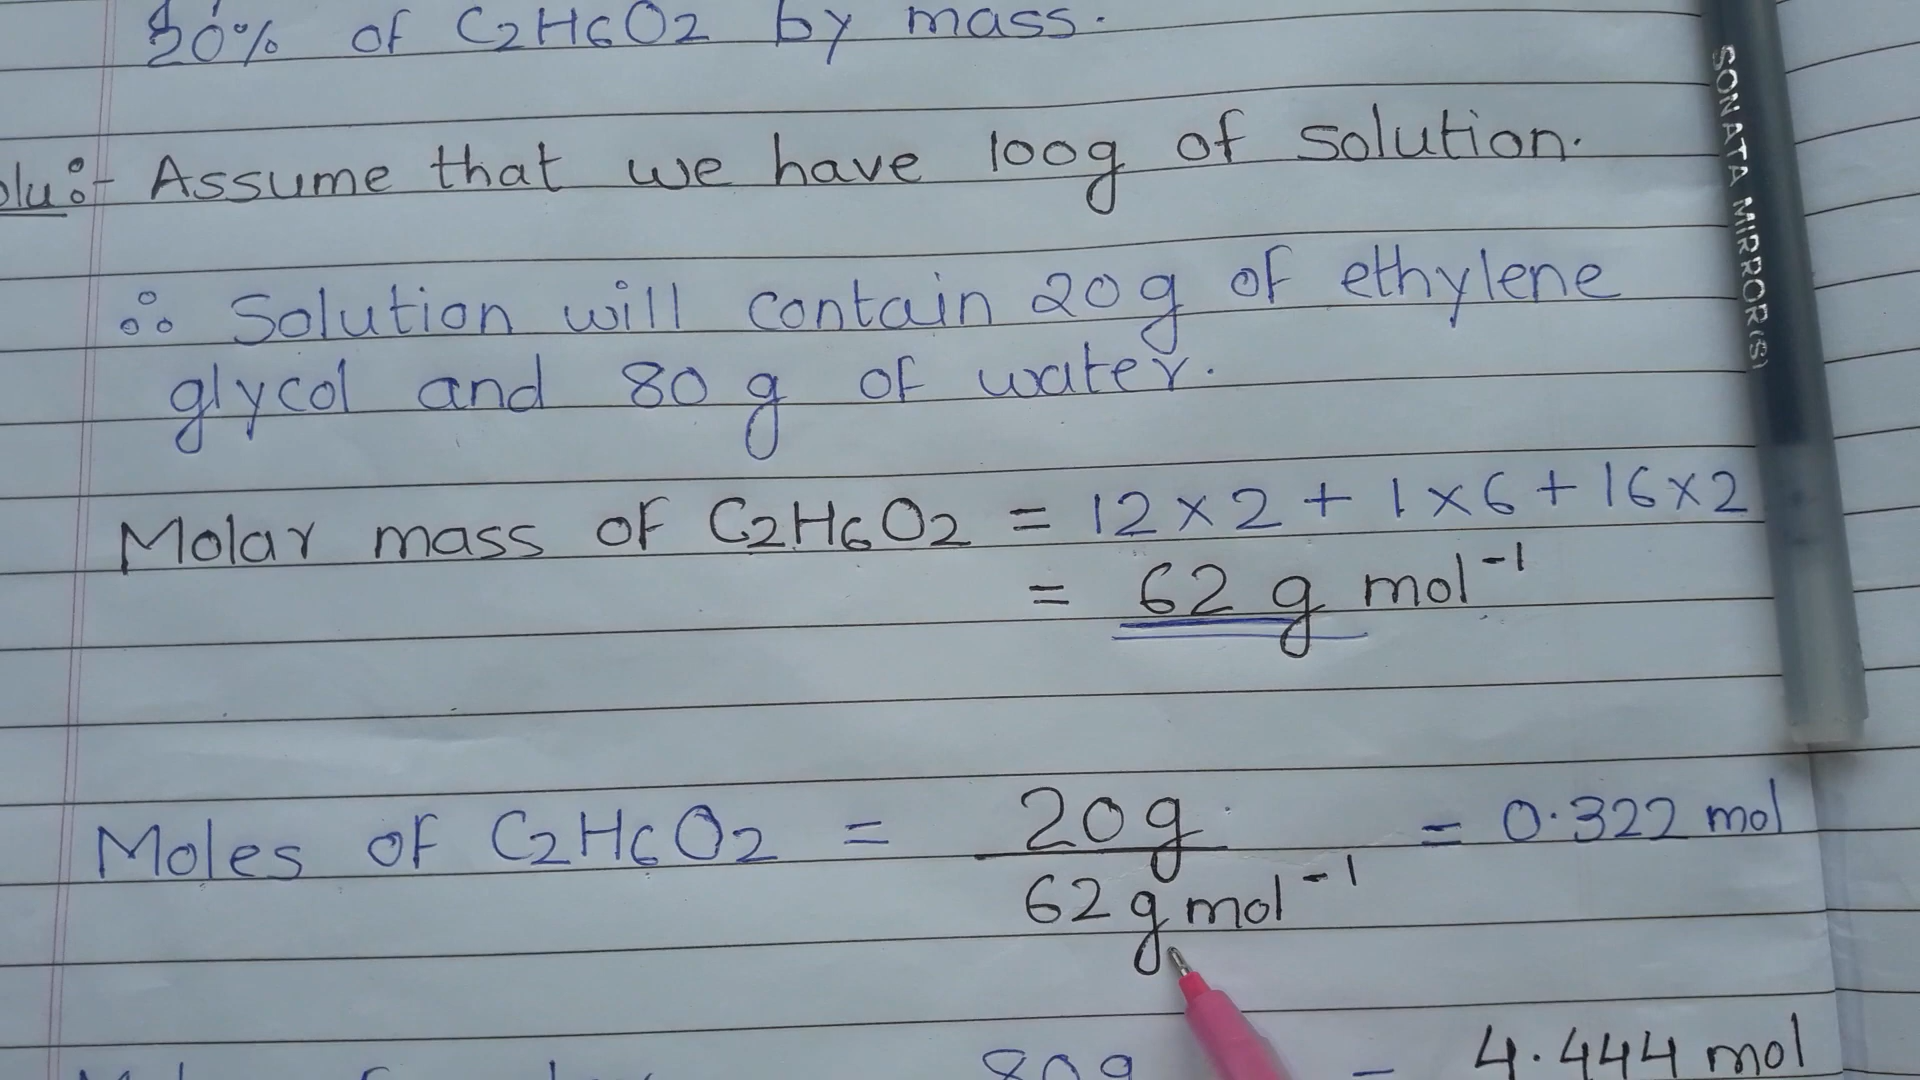 20% of C2H6O2 by mass.
Assume that we have 100g of solution.
∴ Solution will contain 20g of ethylene
glycol and 80 g of water.
Molar mass of C2H6O2 = 12 × 2 + 1 × 6 + 16 × 2
= 62 g mol⁻¹
Moles of C2H6O2 = 20g / 62 g mol⁻¹ = 0.322 mol
80g = 4.444 mol
SONATA MIRROR(S)